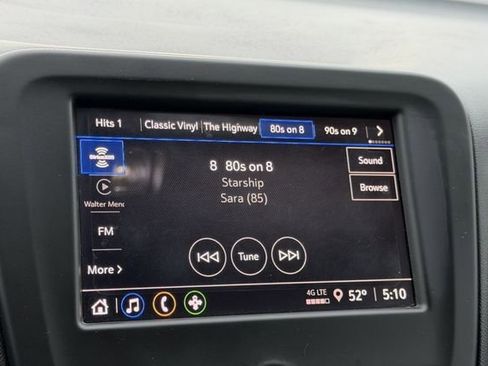 Hits 1 Classic Vinyl The Highway 80s on 8 90s on 9
SiriusXM
8 80s on 8
Sound
Starship
Browse
Sara (85)
Walter Mend
FM
Tune
More
4G LTE 52° 5:10